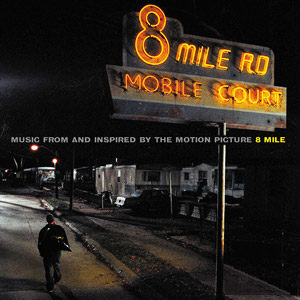 8 MILE RD
MOBILE COURT
MUSIC FROM AND INSPIRED BY THE MOTION PICTURE 8 MILE